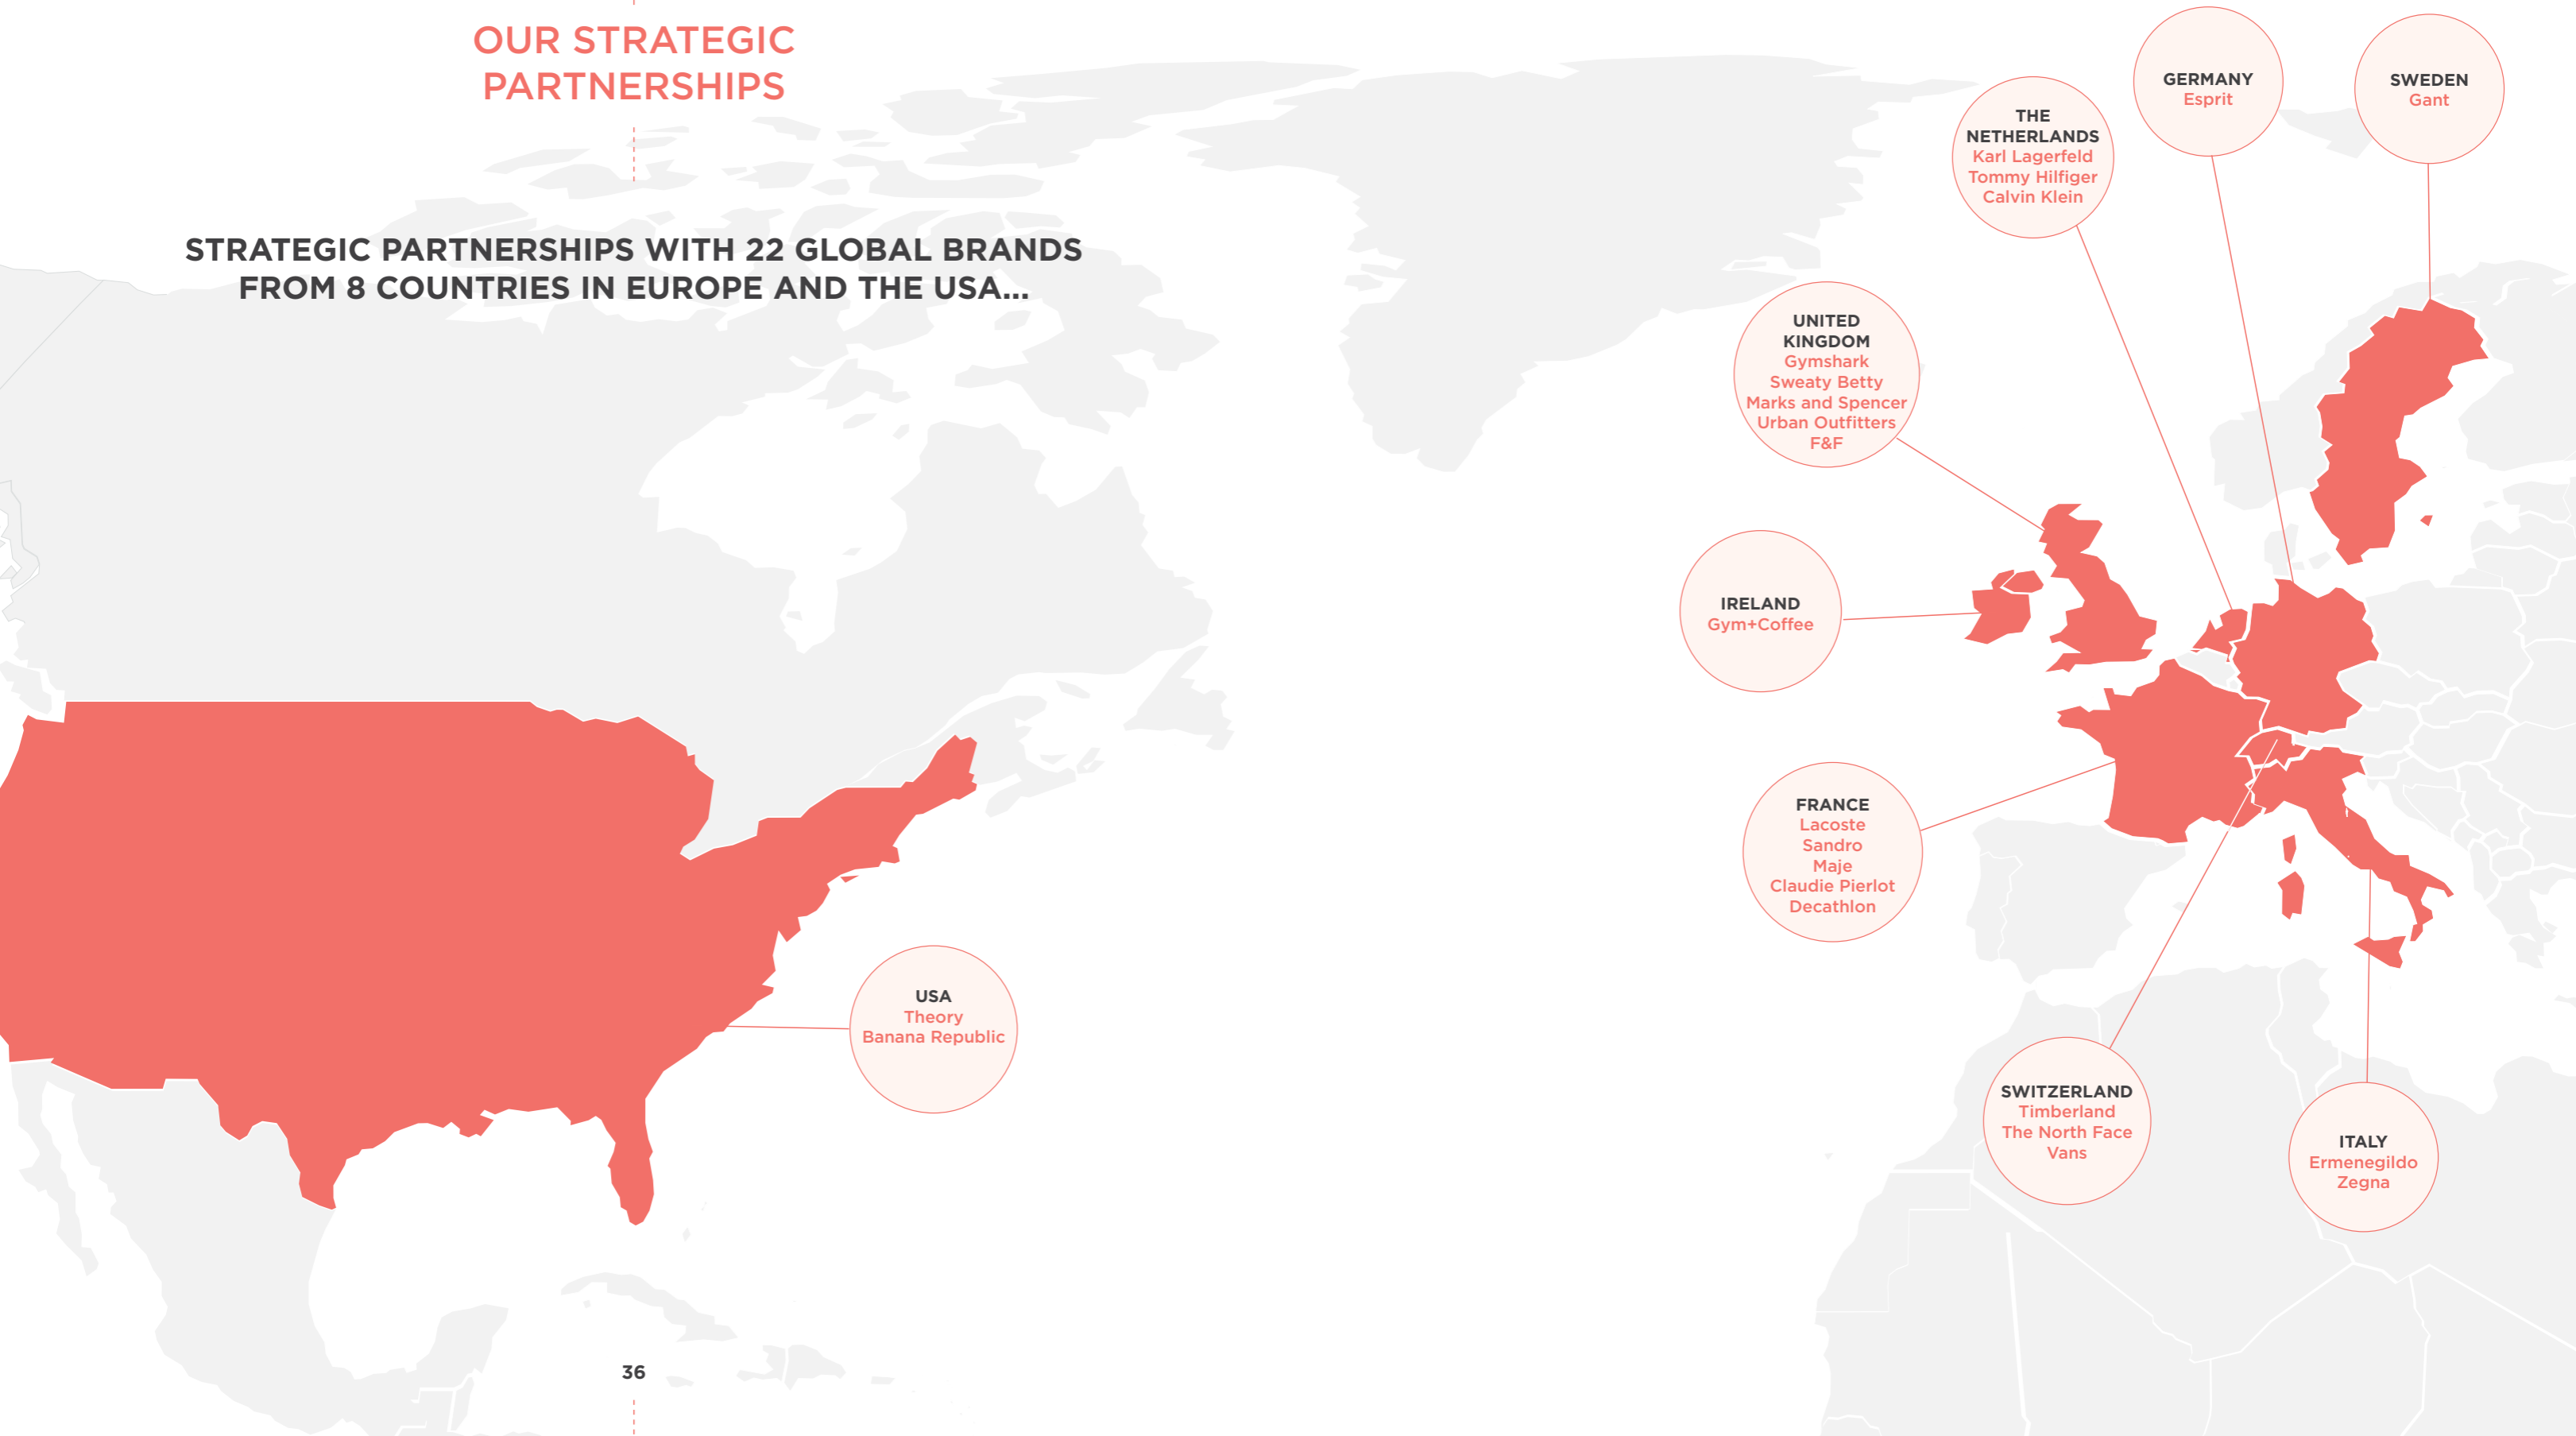 OUR STRATEGIC
PARTNERSHIPS
STRATEGIC PARTNERSHIPS WITH 22 GLOBAL BRANDS
FROM 8 COUNTRIES IN EUROPE AND THE USA...
USA
Theory
Banana Republic
UNITED
KINGDOM
Gymshark
Sweaty Betty
Marks and Spencer
Urban Outfitters
F&F
IRELAND
Gym+Coffee
FRANCE
Lacoste
Sandro
Maje
Claudie Pierlot
Decathlon
THE
NETHERLANDS
Karl Lagerfeld
Tommy Hilfiger
Calvin Klein
GERMANY
Esprit
SWEDEN
Gant
SWITZERLAND
Timberland
The North Face
Vans
ITALY
Ermenegildo
Zegna
36